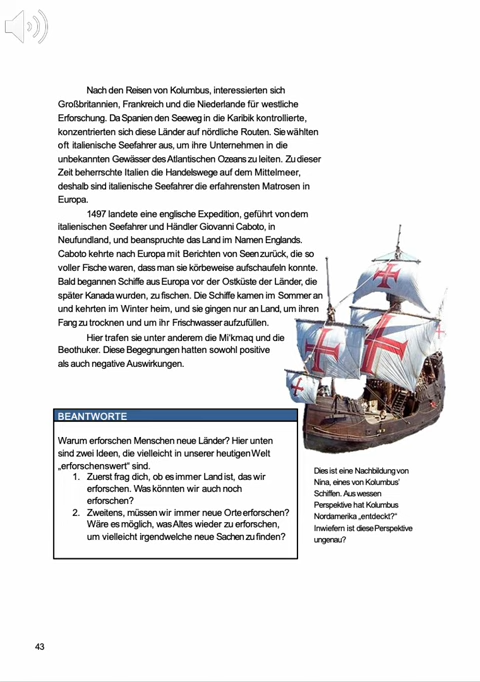 Nach den Reisen von Kolumbus, interessierten sich
Großbritannien, Frankreich und die Niederlande für westliche
Erforschung. Da Spanien den Seeweg in die Karibik kontrollierte,
konzentrierten sich diese Länder auf nördliche Routen. Sie wählten
oft italienische Seefahrer aus, um ihre Unternehmen in die
unbekannten Gewässer des Atlantischen Ozeans zu leiten. Zu dieser
Zeit beherrschte Italien die Handelswege auf dem Mittelmeer,
deshalb sind italienische Seefahrer die erfahrensten Matrosen in
Europa.
1497 landete eine englische Expedition, geführt von dem
italienischen Seefahrer und Händler Giovanni Caboto, in
Neufundland, und beanspruchte das Land im Namen Englands.
Caboto kehrte nach Europa mit Berichten von Seen zurück, die so
voller Fische waren, dass man sie körbeweise aufschaufeln konnte.
Bald begannen Schiffe aus Europa vor der Ostküste der Länder, die
später Kanada wurden, zu fischen. Die Schiffe kamen im Sommer an
und kehrten im Winter heim, und sie gingen nur an Land, um ihren
Fang zu trocknen und um ihr Frischwasser aufzufüllen.
Hier trafen sie unter anderem die Mi'kmaq und die
Beothuker. Diese Begegnungen hatten sowohl positive
als auch negative Auswirkungen.
BEANTWORTE
Warum erforschen Menschen neue Länder? Hier unten
sind zwei Ideen, die vielleicht in unserer heutigen Welt
„erforschenswert“ sind.
1. Zuerst frag dich, ob es immer Land ist, das wir
erforschen. Was könnten wir auch noch
erforschen?
2. Zweitens, müssen wir immer neue Orte erforschen?
Wäre es möglich, was Altes wieder zu erforschen,
um vielleicht irgendwelche neue Sachen zu finden?
Dies ist eine Nachbildung von
Nina, eines von Kolumbus'
Schiffen. Aus wessen
Perspektive hat Kolumbus
Nordamerika „entdeckt?“
Inwiefern ist diese Perspektive
ungenau?
43